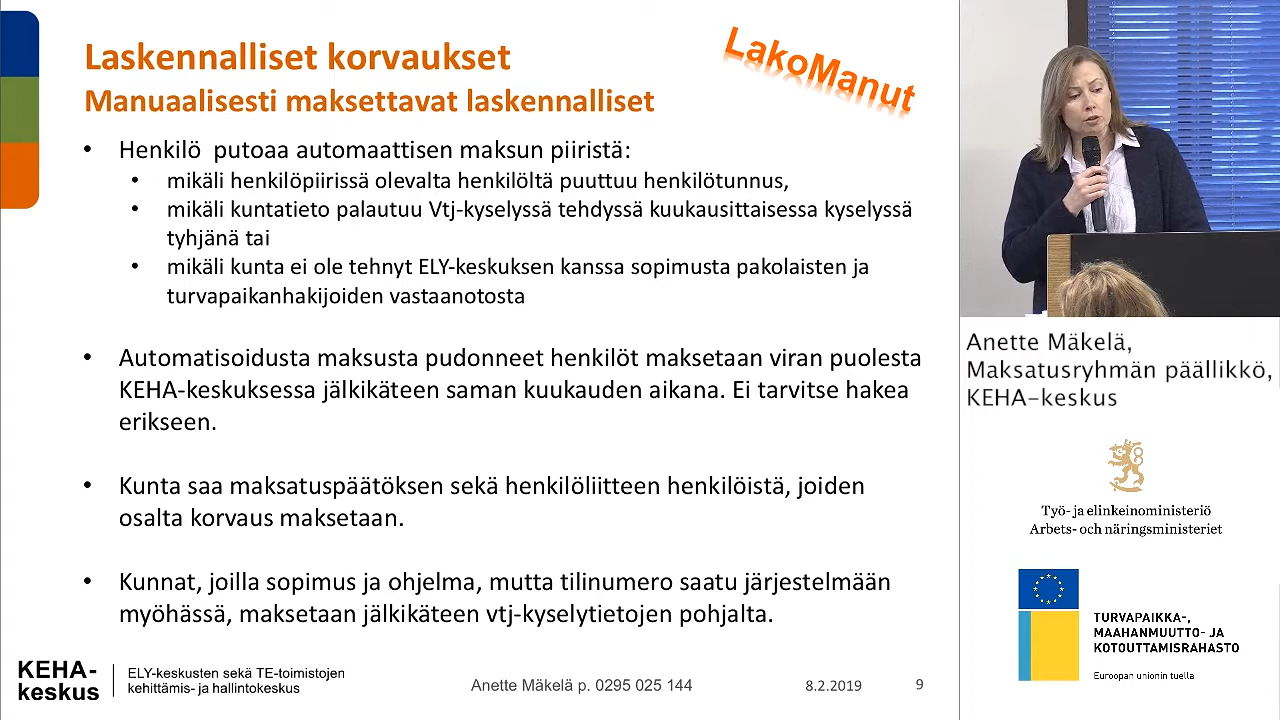 Laskennalliset korvaukset
Manuaalisesti maksettavat laskennalliset
LakoManut
• Henkilö putoaa automaattisen maksun piiristä:
• mikäli henkilöpiirissä olevalta henkilöltä puuttuu henkilötunnus,
• mikäli kuntatieto palautuu Vtj-kyselyssä tehdyssä kuukausittaisessa kyselyssä
tyhjänä tai
• mikäli kunta ei ole tehnyt ELY-keskuksen kanssa sopimusta pakolaisten ja
turvapaikanhakijoiden vastaanotosta
• Automatisoidusta maksusta pudonneet henkilöt maksetaan viran puolesta
KEHA-keskuksessa jälkikäteen saman kuukauden aikana. Ei tarvitse hakea
erikseen.
• Kunta saa maksatuspäätöksen sekä henkilöliitteen henkilöistä, joiden
osalta korvaus maksetaan.
• Kunnat, joilla sopimus ja ohjelma, mutta tilinumero saatu järjestelmään
myöhässä, maksetaan jälkikäteen vtj-kyselytietojen pohjalta.
KEHA-
keskus
ELY-keskusten sekä TE-toimistojen
kehittämis- ja hallintokeskus
Anette Mäkelä p. 0295 025 144
8.2.2019
9
Anette Mäkelä,
Maksatusryhmän päällikkö,
KEHA-keskus
Työ- ja elinkeinoministeriö
Arbets- och näringsministeriet
TURVAPAIKKA-,
MAAHANMUUTTO- JA
KOTOUTTAMISRAHASTO
Euroopan unionin tuella